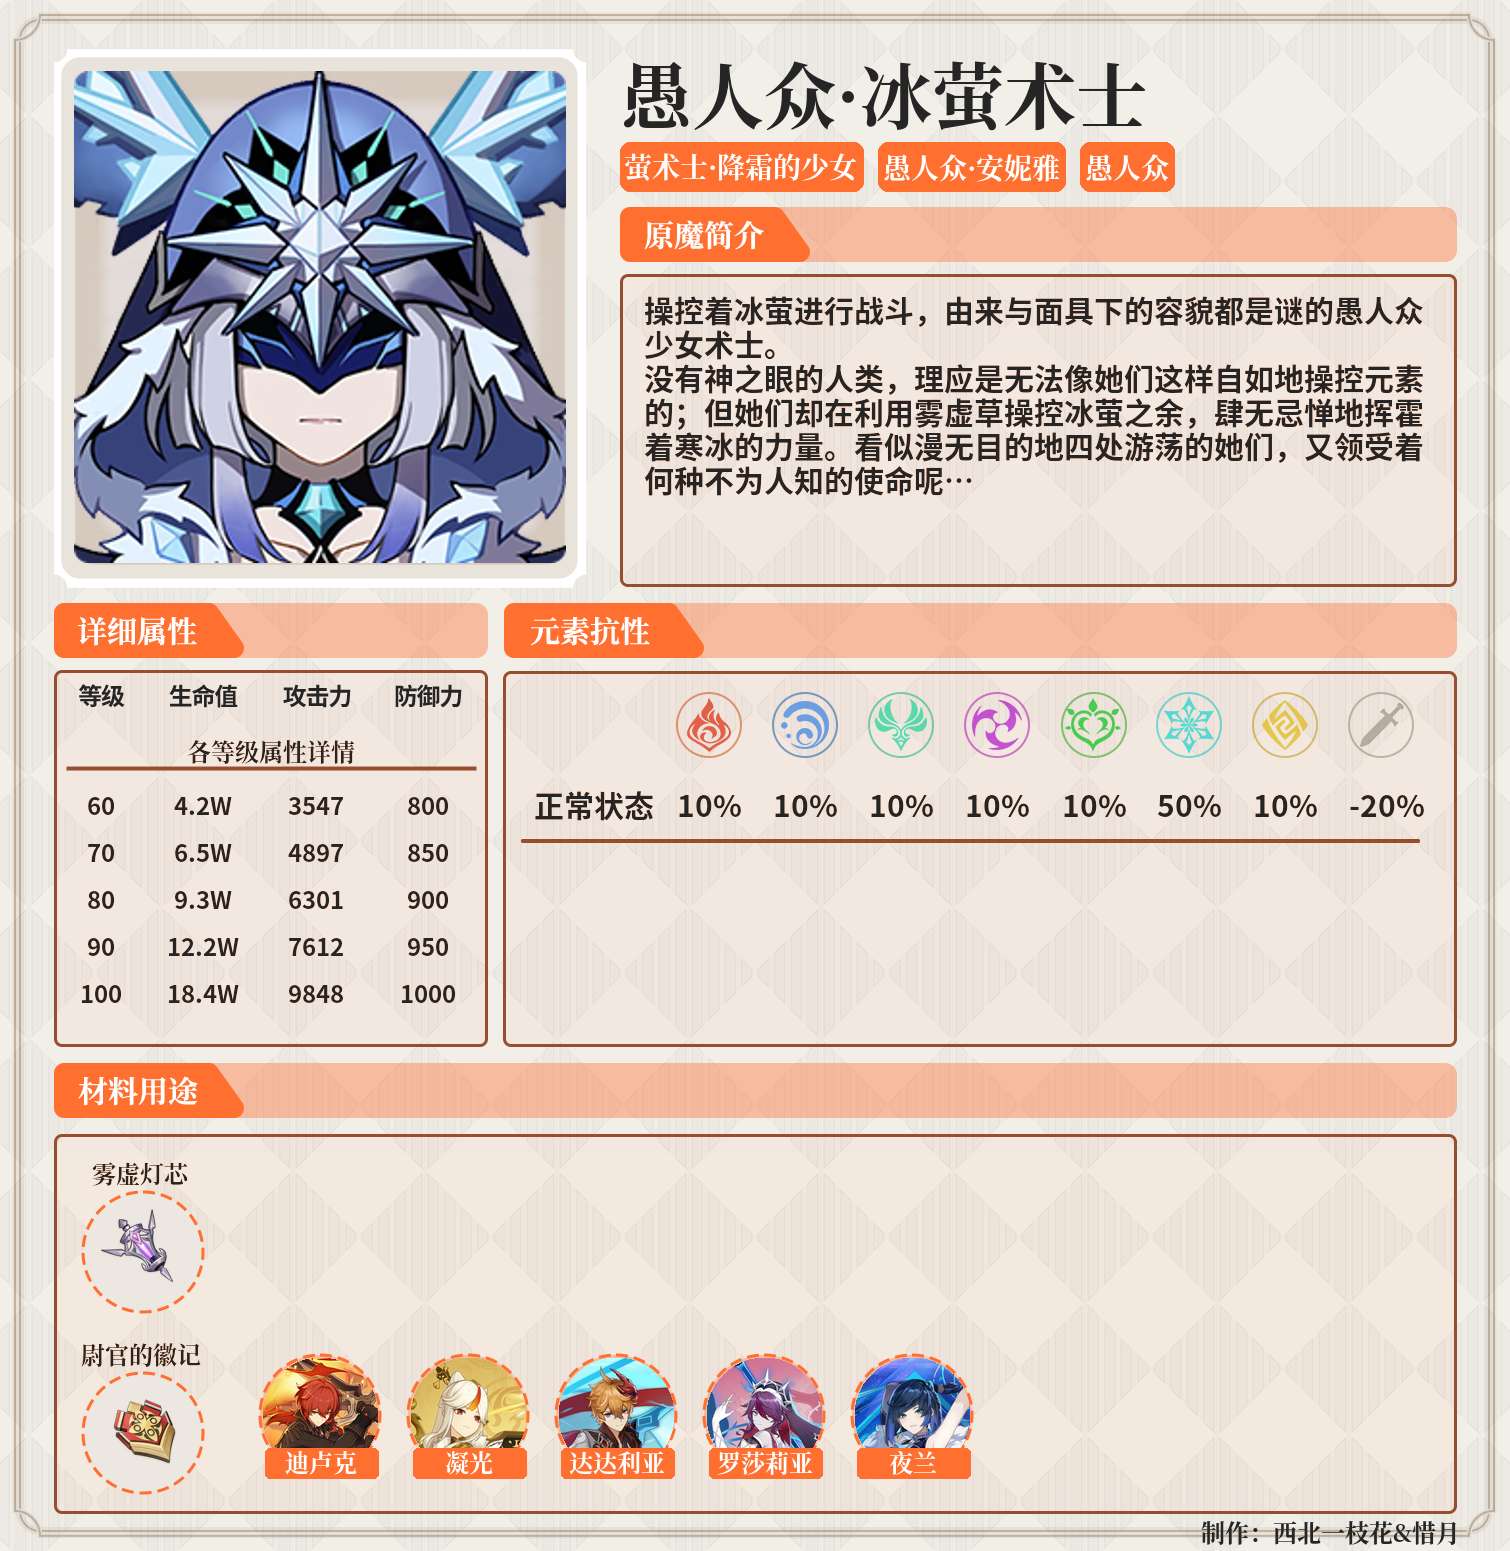 愚人众·冰萤术士
萤术士·降霜的少女 愚人众·安妮雅 愚人众
原魔简介
操控着冰萤进行战斗，由来与面具下的容貌都是谜的愚人众
少女术士。
没有神之眼的人类，理应是无法像她们这样自如地操控元素
的；但她们却在利用雾虚草操控冰萤之余，肆无忌惮地挥霍
着寒冰的力量。看似漫无目的地四处游荡的她们，又领受着
何种不为人知的使命呢…
详细属性
等级 生命值 攻击力 防御力
各等级属性详情
60 4.2W 3547 800
70 6.5W 4897 850
80 9.3W 6301 900
90 12.2W 7612 950
100 18.4W 9848 1000
元素抗性
正常状态 10% 10% 10% 10% 10% 50% 10% -20%
材料用途
雾虚灯芯
尉官的徽记
迪卢克 凝光 达达利亚 罗莎莉亚 夜兰
制作：西北一枝花&惜月